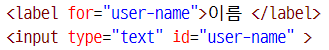 <label for="user-name">이름 </label>
<input type="text" id="user-name" >